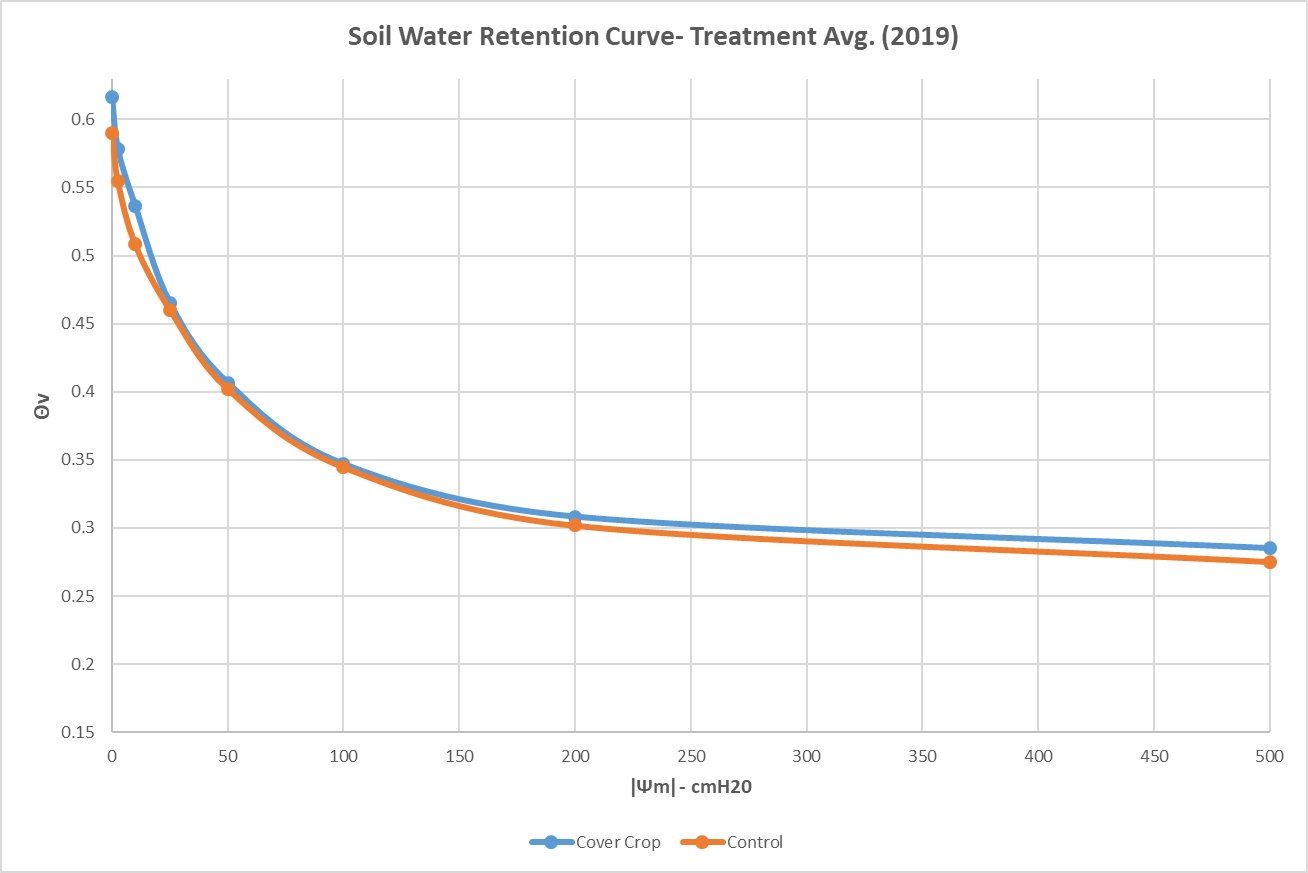 Soil Water Retention Curve- Treatment Avg. (2019)
0.6
0.55
0.5
0.45
0.4
0.35
0.3
0.25
0.2
0.15
Θv
0 50 100 150 200 250 300 350 400 450 500
|Ψm| - cmH20
Cover Crop Control